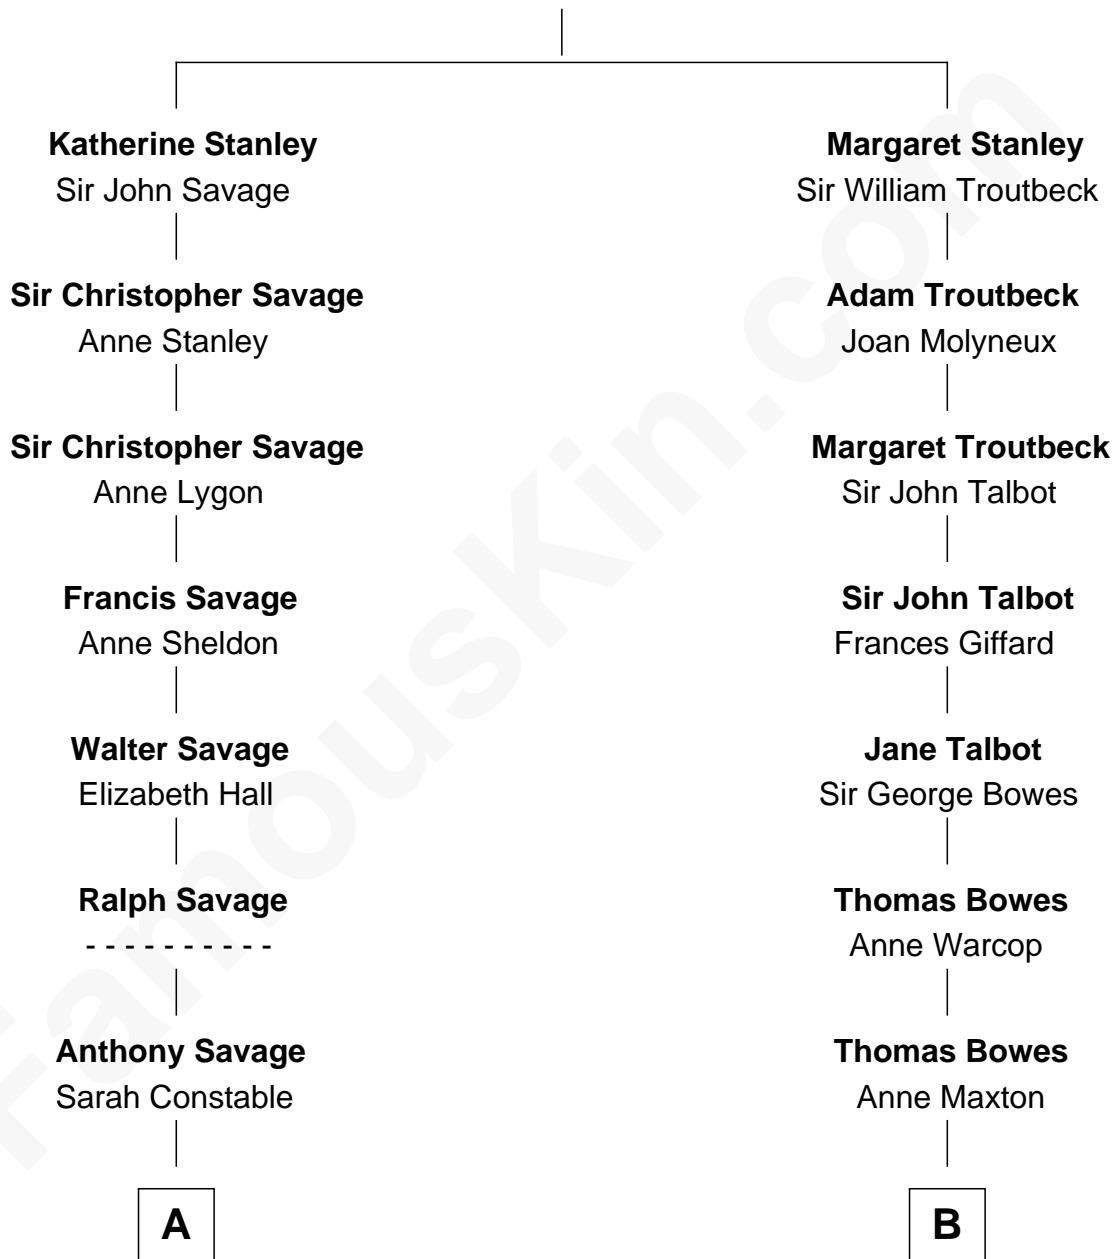 Katherine Stanley
Sir John Savage
Margaret Stanley
Sir William Troutbeck
Sir Christopher Savage
Anne Stanley
Adam Troutbeck
Joan Molyneux
Sir Christopher Savage
Anne Lygon
Margaret Troutbeck
Sir John Talbot
Francis Savage
Anne Sheldon
Sir John Talbot
Frances Giffard
Walter Savage
Elizabeth Hall
Jane Talbot
Sir George Bowes
Ralph Savage
- - - - - - - - - -
Thomas Bowes
Anne Warcop
Anthony Savage
Sarah Constable
Thomas Bowes
Anne Maxton
A
B
FamousKin.com